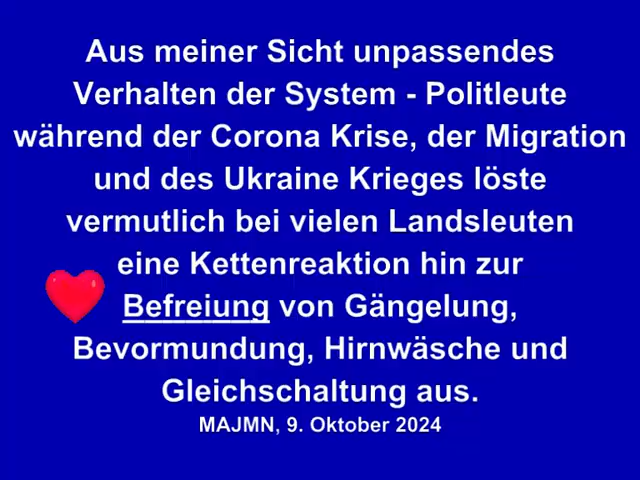 Aus meiner Sicht unpassendes
Verhalten der System - Politleute
während der Corona Krise, der Migration
und des Ukraine Krieges löste
vermutlich bei vielen Landsleuten
eine Kettenreaktion hin zur
Befreiung von Gängelung,
Bevormundung, Hirnwäsche und
Gleichschaltung aus.
MAJMN, 9. Oktober 2024